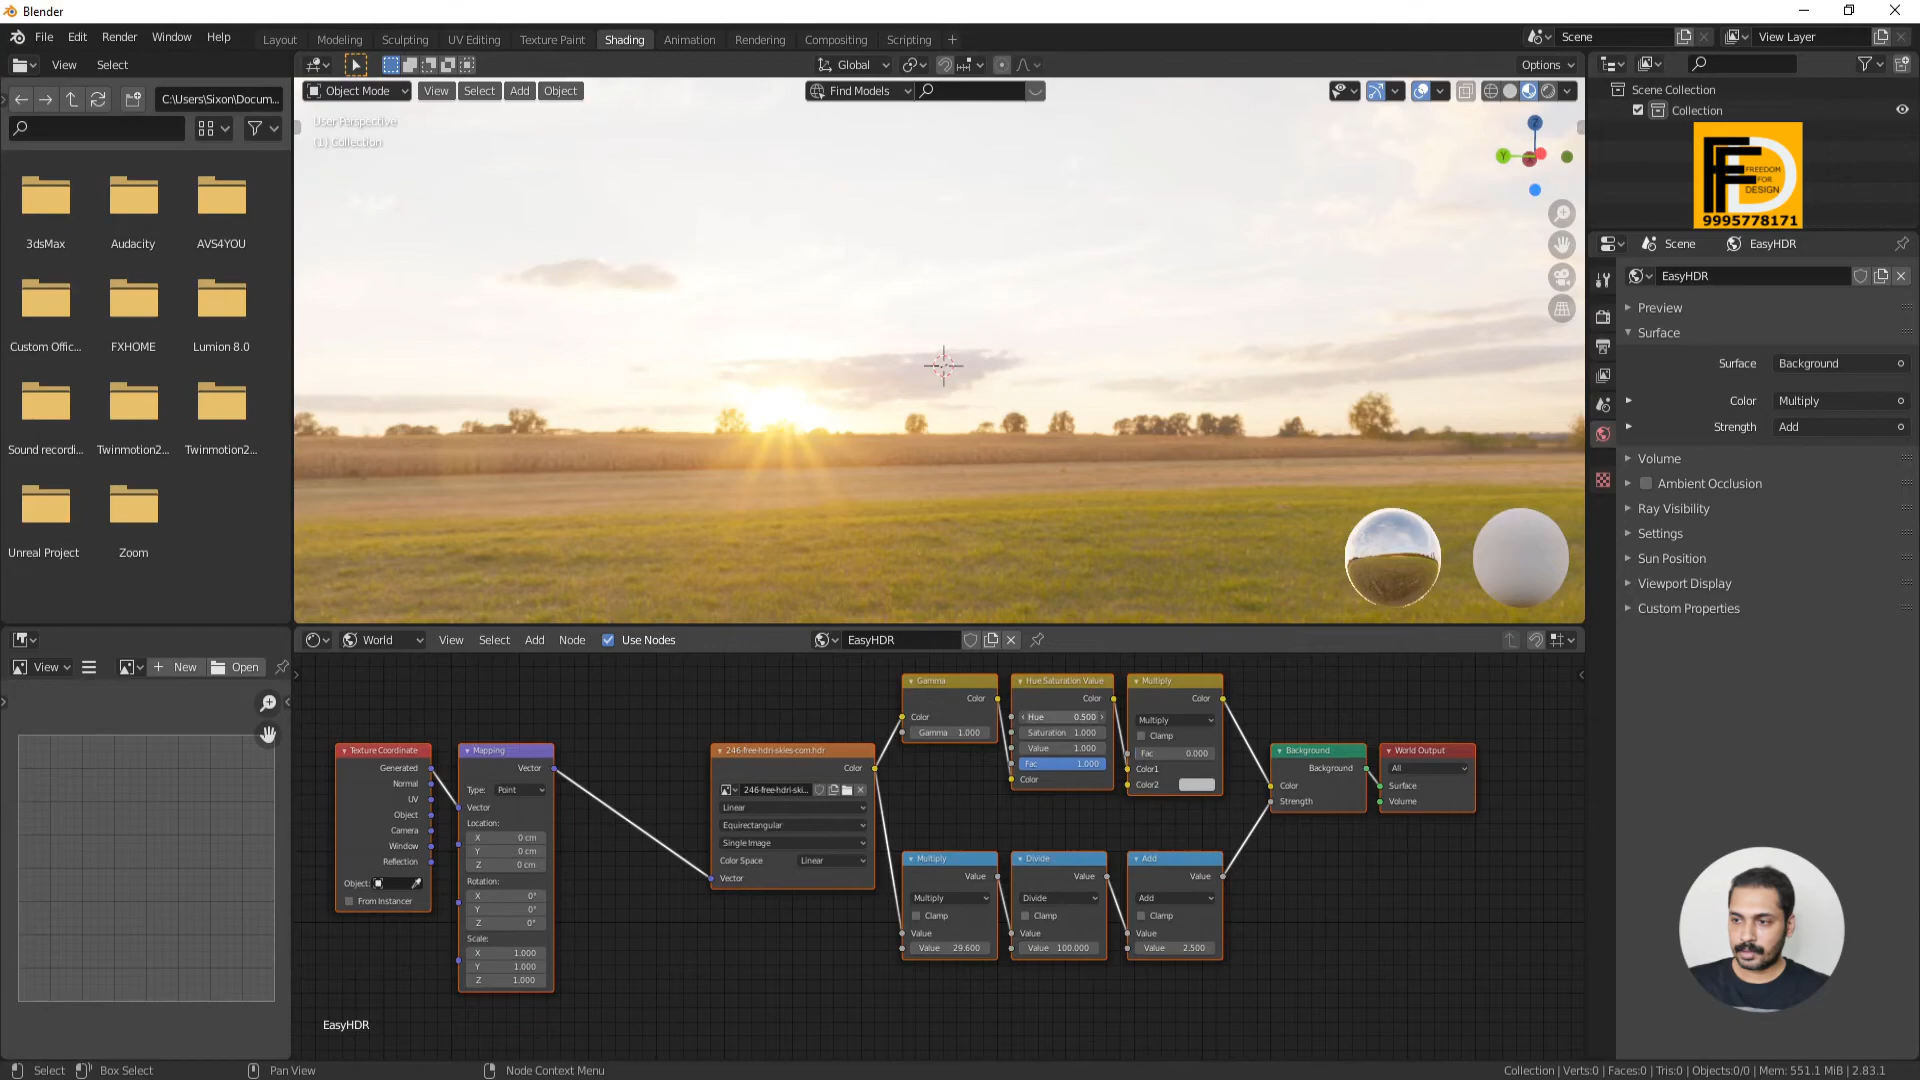 Blender
File Edit Render Window Help
Layout Modeling Sculpting UV Editing Texture Paint Shading Animation Rendering Compositing Scripting
Scene
View Layer
View Select
Global
Options
C:\Users\Sixon\Docum...
Object Mode View Select Add Object
Find Models
User Perspective
(1) Collection
Z
Y
3dsMax Audacity AVS4YOU
Custom Offic... FXHOME Lumion 8.0
Sound recordi... Twinmotion2... Twinmotion2...
Unreal Project Zoom
Scene Collection
Collection
FREEDOM
FOR
DESIGN
9995778171
Scene EasyHDR
EasyHDR
Preview
Surface
Surface Background
Color Multiply
Strength Add
Volume
Ambient Occlusion
Ray Visibility
Settings
Sun Position
Viewport Display
Custom Properties
World View Select Add Node Use Nodes
EasyHDR
View New Open
Texture Coordinate
Generated
Normal
UV
Object
Camera
Window
Reflection
Object:
From Instancer
Mapping
Vector
Type: Point
Vector
Location:
X 0 cm
Y 0 cm
Z 0 cm
Rotation:
X 0°
Y 0°
Z 0°
Scale:
X 1.000
Y 1.000
Z 1.000
246-free-hdri-skies-com.hdr
Color
246-free-hdri-ski...
Linear
Equirectangular
Single Image
Color Space Linear
Vector
Gamma
Color
Color
Gamma 1.000
Hue Saturation Value
Color
Hue 0.500
Saturation 1.000
Value 1.000
Fac 1.000
Color
Multiply
Color
Multiply
Clamp
Fac 0.000
Color1
Color2
Multiply
Value
Multiply
Clamp
Value
Value 29.600
Divide
Value
Divide
Clamp
Value
Value 100.000
Add
Value
Add
Clamp
Value
Value 2.500
Background
Background
Color
Strength
World Output
All
Surface
Volume
EasyHDR
Select Box Select Pan View Node Context Menu
Collection | Verts:0 | Faces:0 | Tris:0 | Objects:0/0 | Mem: 551.1 MiB | 2.83.1